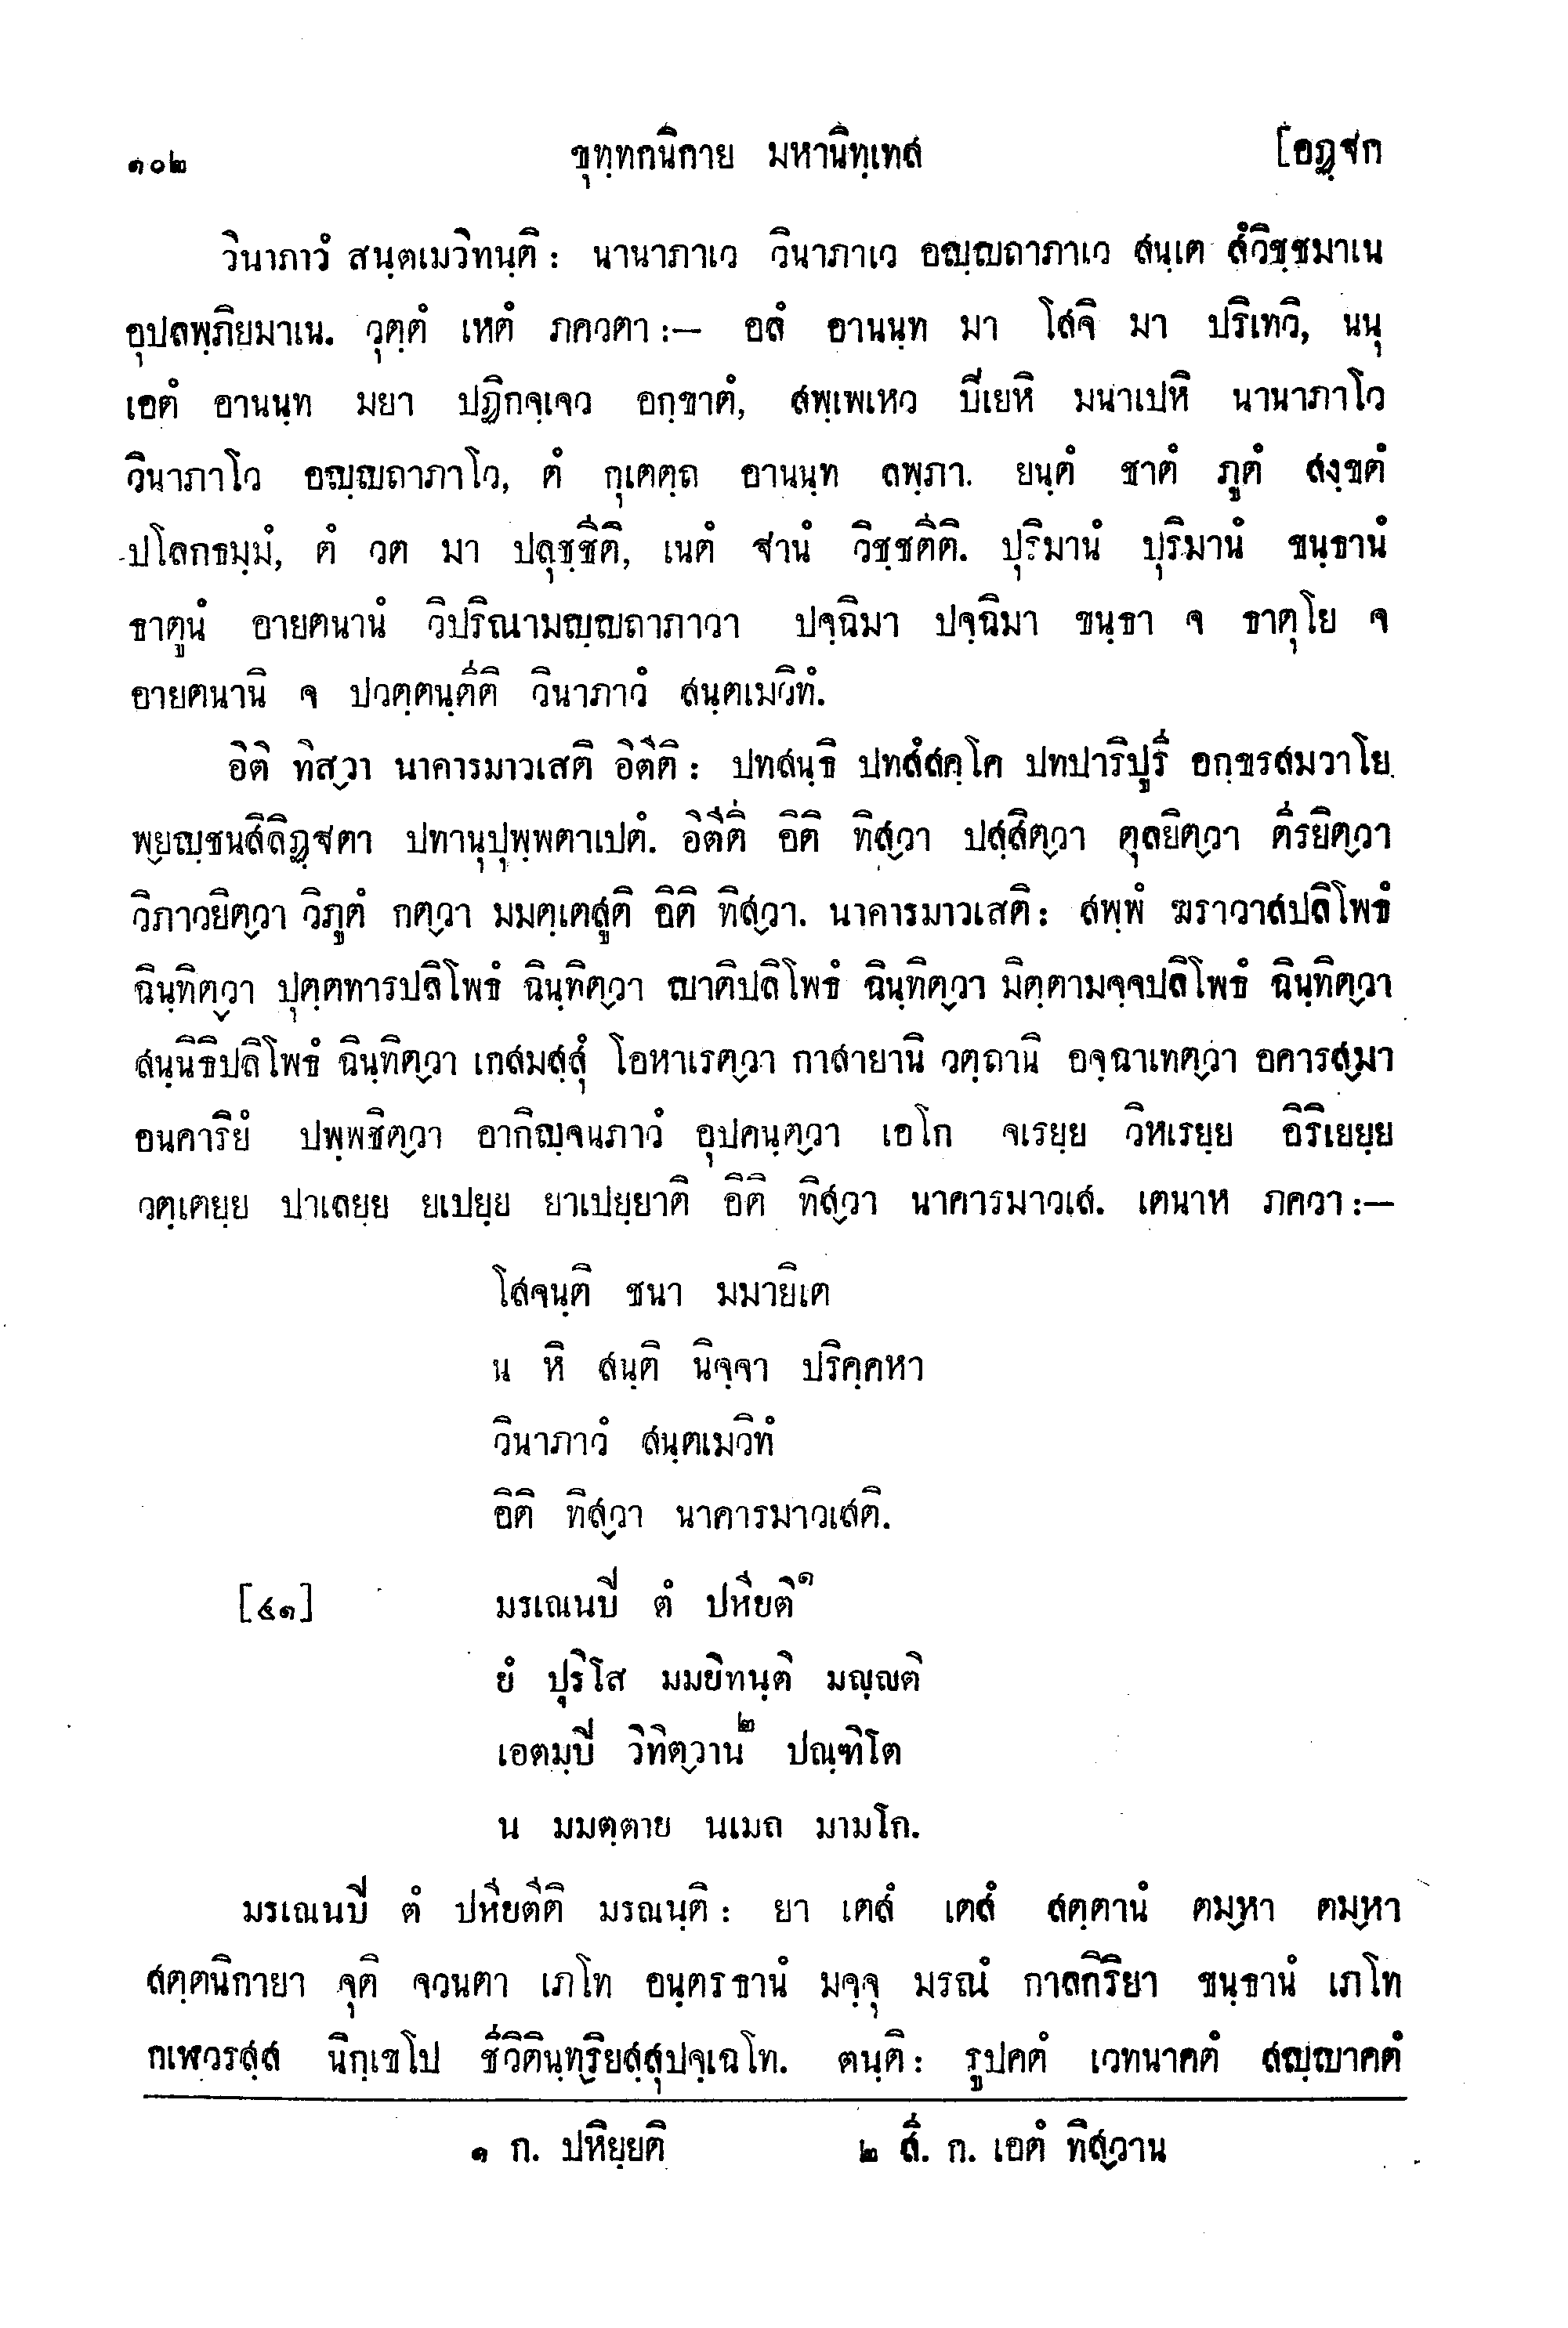 ๑๐๒ ขุทฺทกนิกาย มหานิทฺเทส [อฏฺฐก
วินาภาวํ สนฺตเมวิทนฺติ : นานาภาเว วินาภาเว อญฺญถาภาเว สนฺเต สํวิชฺชมาเน
อุปลพฺภิยมาเน. วุตฺตํ เหตํ ภควตา :— อลํ อานนฺท มา โสจิ มา ปริเทวิ, นนุ
เอตํ อานนฺท มยา ปฏิกจฺเจว อกฺขาตํ, สพฺเพเหว ปิเยหิ มนาเปหิ นานาภาโว
วินาภาโว อญฺญถาภาโว, ตํ กุเตตฺถ อานนฺท ลพฺภา. ยนฺตํ ชาตํ ภูตํ สงฺขตํ
ปโลกธมฺมํ, ตํ วต มา ปลุชฺชีติ, เนตํ ฐานํ วิชฺชตีติ. ปุริมานํ ปุริมานํ ขนฺธานํ
ธาตูนํ อายตนานํ วิปริณามญฺญถาภาวา ปจฺฉิมา ปจฺฉิมา ขนฺธา จ ธาตุโย จ
อายตนานิ จ ปวตฺตนฺตีติ วินาภาวํ สนฺตเมวิทํ.
อิติ ทิสฺวา นาคารมาวเสติ อิตีติ : ปทสนฺธิ ปทสํสคฺโค ปทปาริปูรี อกฺขรสมวาโย
พฺยญฺชนสิลิฏฺฐตา ปทานุปุพฺพตาเปตํ. อิตีติ อิติ ทิสฺวา ปสฺสิตฺวา ตุลยิตฺวา ตีรยิตฺวา
วิภาวยิตฺวา วิภูตํ กตฺวา มมตฺเตสูติ อิติ ทิสฺวา. นาคารมาวเสติ : สพฺพํ ฆราวาสปลิโพธํ
ฉินฺทิตฺวา ปุตฺตทารปลิโพธํ ฉินฺทิตฺวา ญาติปลิโพธํ ฉินฺทิตฺวา มิตฺตามจฺจปลิโพธํ ฉินฺทิตฺวา
สนฺนิธิปลิโพธํ ฉินฺทิตฺวา เกสมสฺสุํ โอหาเรตฺวา กาสายานิ วตฺถานิ อจฺฉาเทตฺวา อคารสฺมา
อนคาริยํ ปพฺพชิตฺวา อากิญฺจนภาวํ อุปคนฺตฺวา เอโก จเรยฺย วิหเรยฺย อิริเยยฺย
วตฺเตยฺย ปาเลยฺย ยเปยฺย ยาเปยฺยาติ อิติ ทิสฺวา นาคารมาวเส. เตนาห ภควา :—
โสจนฺติ ชนา มมายิเต
น หิ สนฺติ นิจฺจา ปริคฺคหา
วินาภาวํ สนฺตเมวิทํ
อิติ ทิสฺวา นาคารมาวเสติ.
[๔๑] มรเณนปิ ตํ ปหียติ๑
ยํ ปุริโส มมยิทนฺติ มญฺญติ
เอตมฺปิ วิทิตฺวาน๒ ปณฺฑิโต
น มมตฺตาย นเมถ มามโก.
มรเณนปิ ตํ ปหียตีติ มรณนฺติ : ยา เตสํ เตสํ สตฺตานํ ตมฺหา ตมฺหา
สตฺตนิกายา จุติ จวนตา เภโท อนฺตรธานํ มจฺจุ มรณํ กาลกิริยา ขนฺธานํ เภโท
กเฬวรสฺส นิกฺเขโป ชีวิตินฺทฺริยสฺสุปจฺเฉโท. ตนฺติ : รูปคตํ เวทนาคตํ สญฺญาคตํ
๑ ก. ปหิยฺยติ ๒ สี. ก. เอตํ ทิสฺวาน